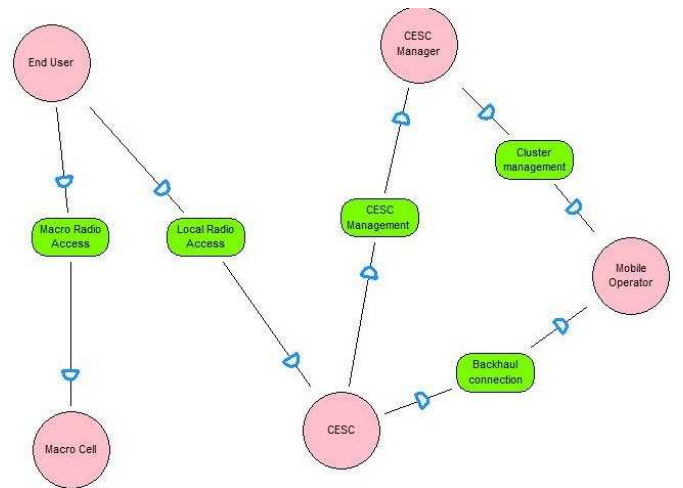 End User
CESC
Manager
Cluster
management
Macro Radio
Access
Local Radio
Access
CESC
Management
Mobile
Operator
Backhaul
connection
Macro Cell
CESC